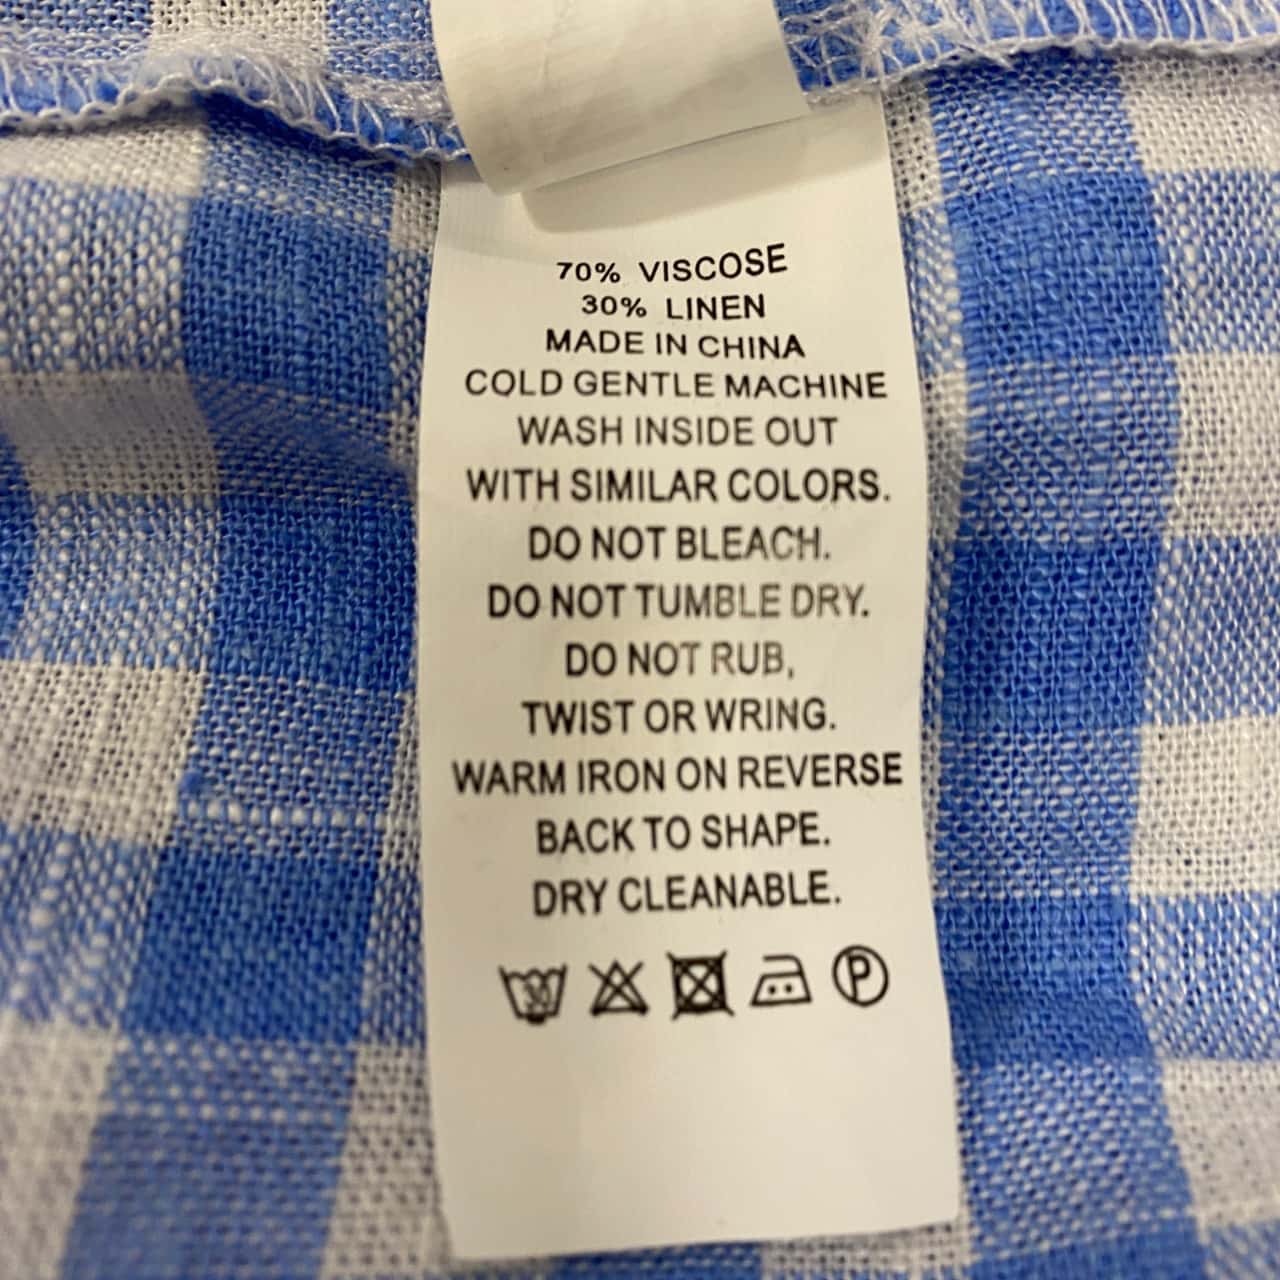 70% VISCOSE
30% LINEN
MADE IN CHINA
COLD GENTLE MACHINE
WASH INSIDE OUT
WITH SIMILAR COLORS.
DO NOT BLEACH.
DO NOT TUMBLE DRY.
DO NOT RUB,
TWIST OR WRING.
WARM IRON ON REVERSE
BACK TO SHAPE.
DRY CLEANABLE.
30 P